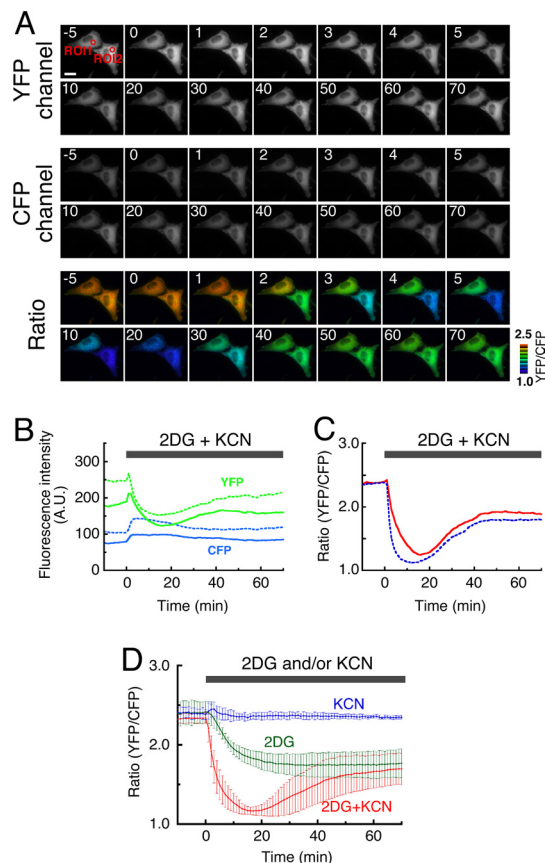 A
YFP channel
-5 0 1 2 3 4 5
ROI1
ROI2
10 20 30 40 50 60 70
CFP channel
-5 0 1 2 3 4 5
10 20 30 40 50 60 70
Ratio
-5 0 1 2 3 4 5
10 20 30 40 50 60 70
2.5
YFP/CFP
1.0
B
2DG + KCN
Fluorescence intensity (A.U.)
300
200
100
0
YFP
CFP
0 20 40 60
Time (min)
C
2DG + KCN
Ratio (YFP/CFP)
3.0
2.0
1.0
0 20 40 60
Time (min)
D
2DG and/or KCN
Ratio (YFP/CFP)
3.0
2.0
1.0
KCN
2DG
2DG+KCN
0 20 40 60
Time (min)